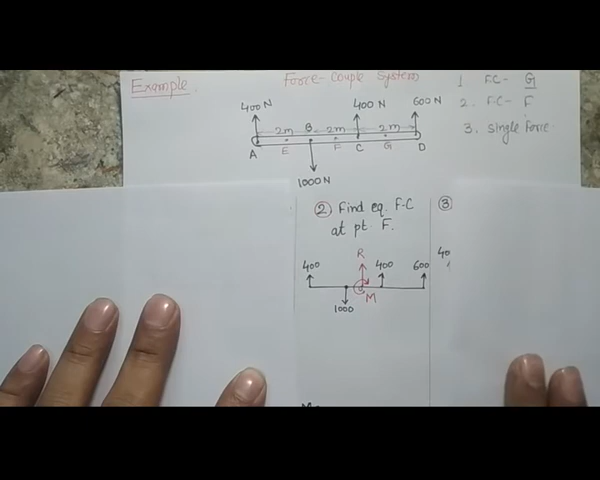 Example.
Force-Couple System
1 F.C - G
2. F.C - F
3. Single Force
400 N
400 N
600 N
2m B 2m 2m
A E F C G D
1000 N
② Find eq. F-C
at pt. F.
③
R
400 400 600
40
M
1000